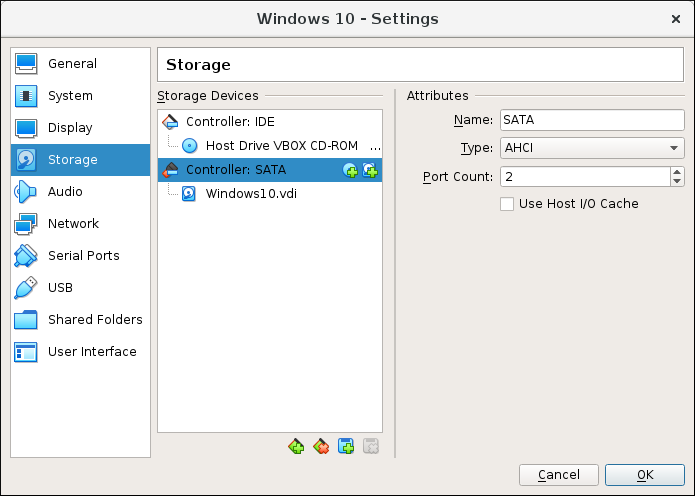 Windows 10 - Settings
General
System
Display
Storage
Audio
Network
Serial Ports
USB
Shared Folders
User Interface
Storage
Storage Devices
Controller: IDE
Host Drive VBOX CD-ROM ...
Controller: SATA
Windows10.vdi
Attributes
Name: SATA
Type: AHCI
Port Count: 2
Use Host I/O Cache
Cancel
OK